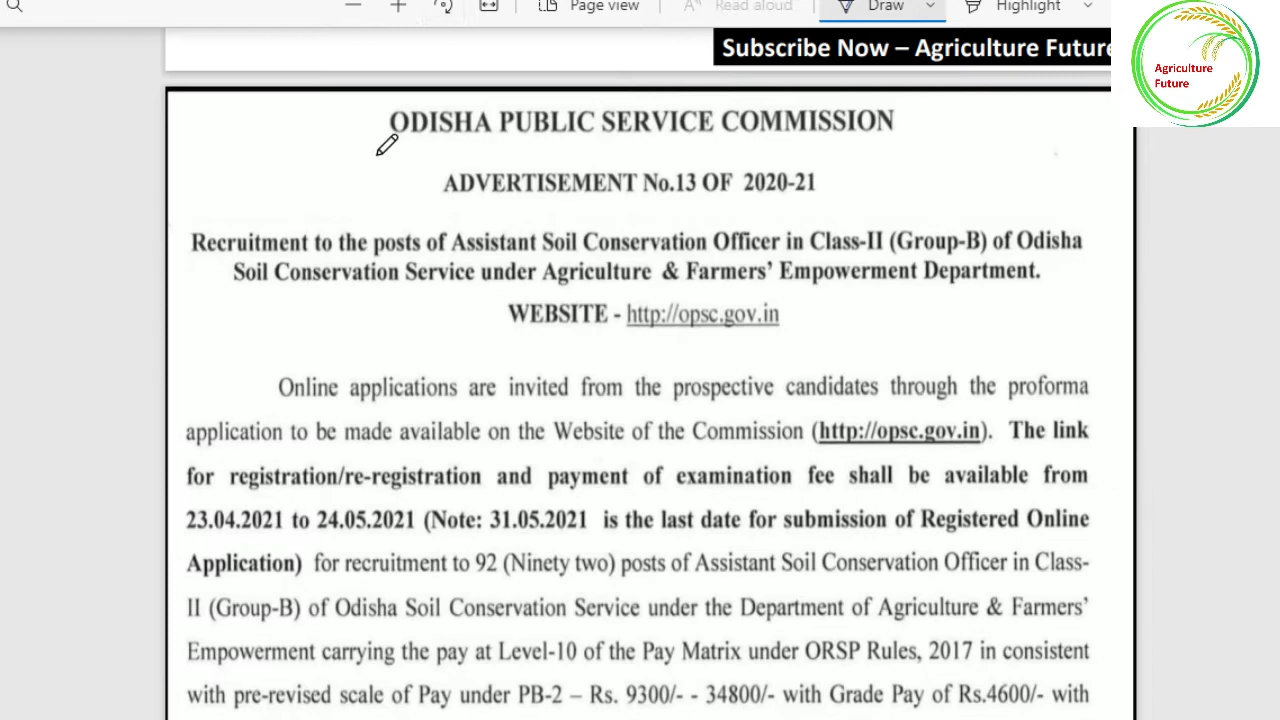 Page view
Read aloud
Draw
Highlight
Subscribe Now – Agriculture Future
Agriculture
Future
ODISHA PUBLIC SERVICE COMMISSION
ADVERTISEMENT No.13 OF 2020-21
Recruitment to the posts of Assistant Soil Conservation Officer in Class-II (Group-B) of Odisha
Soil Conservation Service under Agriculture & Farmers' Empowerment Department.
WEBSITE - http://opsc.gov.in
Online applications are invited from the prospective candidates through the proforma
application to be made available on the Website of the Commission (http://opsc.gov.in). The link
for registration/re-registration and payment of examination fee shall be available from
23.04.2021 to 24.05.2021 (Note: 31.05.2021 is the last date for submission of Registered Online
Application) for recruitment to 92 (Ninety two) posts of Assistant Soil Conservation Officer in Class-
II (Group-B) of Odisha Soil Conservation Service under the Department of Agriculture & Farmers'
Empowerment carrying the pay at Level-10 of the Pay Matrix under ORSP Rules, 2017 in consistent
with pre-revised scale of Pay under PB-2 – Rs. 9300/- - 34800/- with Grade Pay of Rs.4600/- with